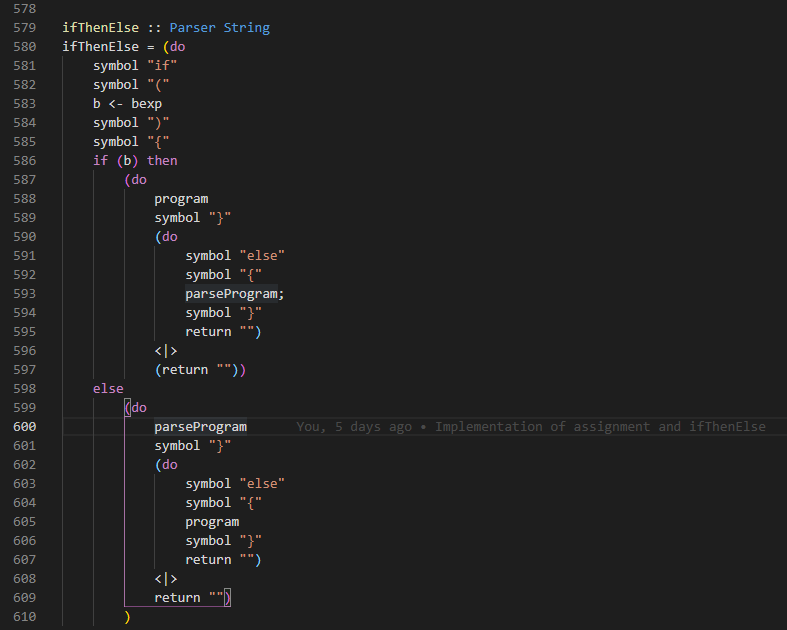 578
579 ifThenElse :: Parser String
580 ifThenElse = (do
581     symbol "if"
582     symbol "("
583     b <- bexp
584     symbol ")"
585     symbol "{"
586     if (b) then
587         (do
588             program
589             symbol "}"
590             (do
591                 symbol "else"
592                 symbol "{"
593                 parseProgram;
594                 symbol "}"
595                 return "")
596             <|>
597             (return ""))
598     else
599         (do
600             parseProgram You, 5 days ago • Implementation of assignment and ifThenElse
601             symbol "}"
602             (do
603                 symbol "else"
604                 symbol "{"
605                 program
606                 symbol "}"
607                 return "")
608             <|>
609             return "")
610         )